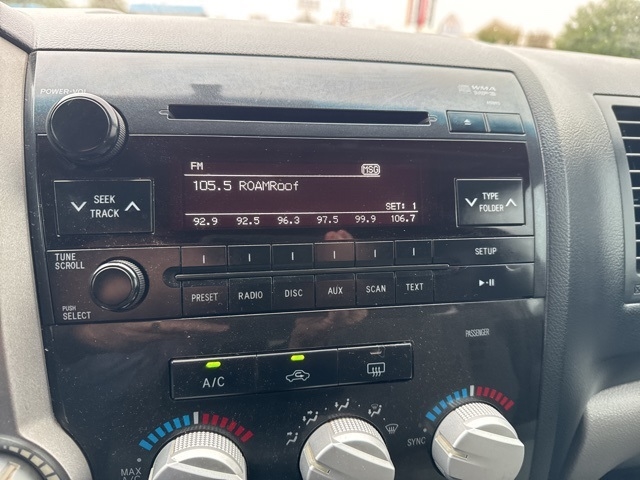 POWER·VOL
WMA
FM MSG
105.5 ROAMRoof
SET: 1
92.9 92.5 96.3 97.5 99.9 106.7
SEEK
TRACK
TYPE
FOLDER
TUNE
SCROLL
SETUP
PUSH
SELECT
PRESET RADIO DISC AUX SCAN TEXT
PASSENGER
A/C
MAX
A/C
SYNC